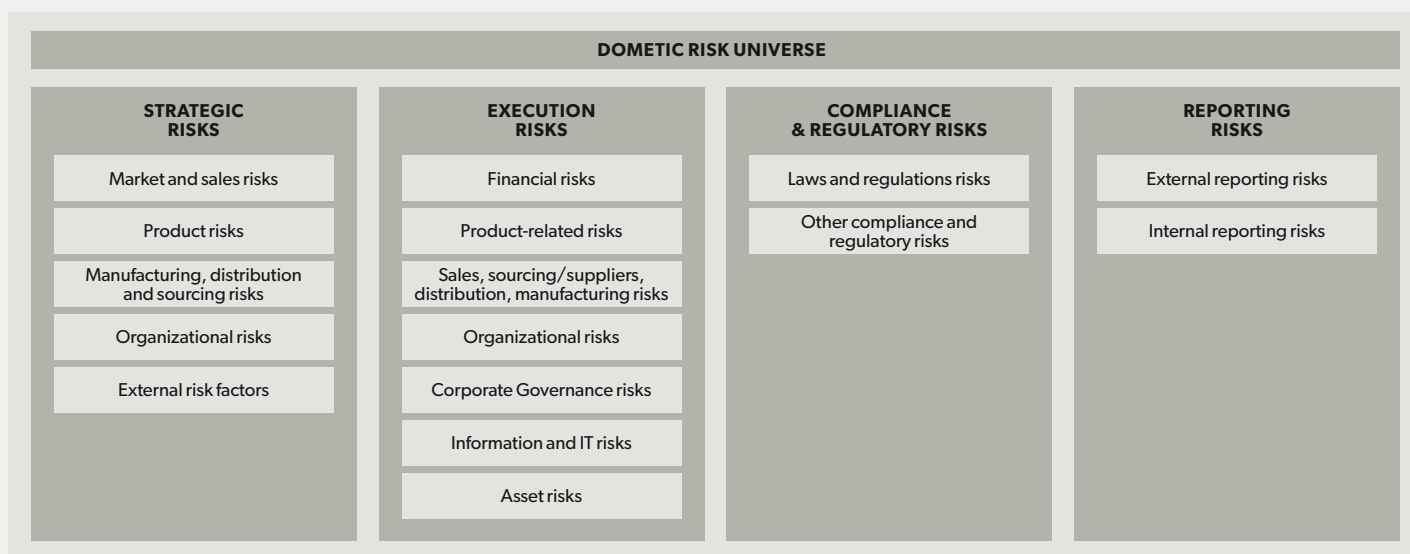 DOMETIC RISK UNIVERSE
STRATEGIC
RISKS
Market and sales risks
Product risks
Manufacturing, distribution
and sourcing risks
Organizational risks
External risk factors
EXECUTION
RISKS
Financial risks
Product-related risks
Sales, sourcing/suppliers,
distribution, manufacturing risks
Organizational risks
Corporate Governance risks
Information and IT risks
Asset risks
COMPLIANCE
& REGULATORY RISKS
Laws and regulations risks
Other compliance and
regulatory risks
REPORTING
RISKS
External reporting risks
Internal reporting risks